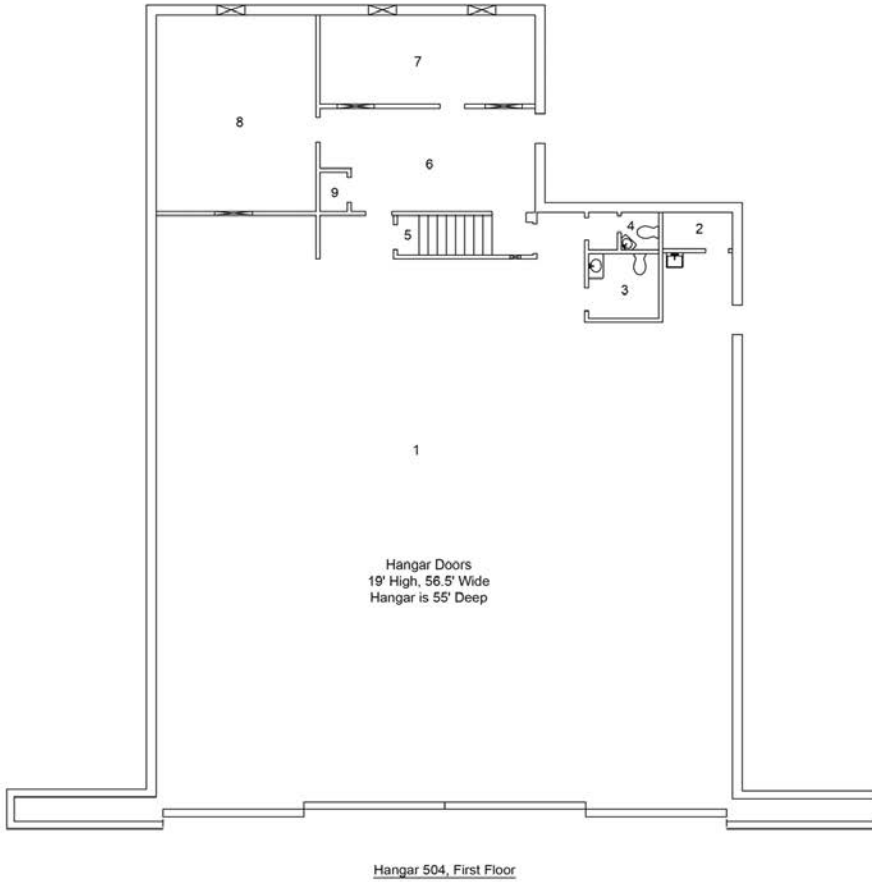 7
8
6
9
4
2
5
3
1
Hangar Doors
19' High, 56.5' Wide
Hangar is 55' Deep
Hangar 504, First Floor